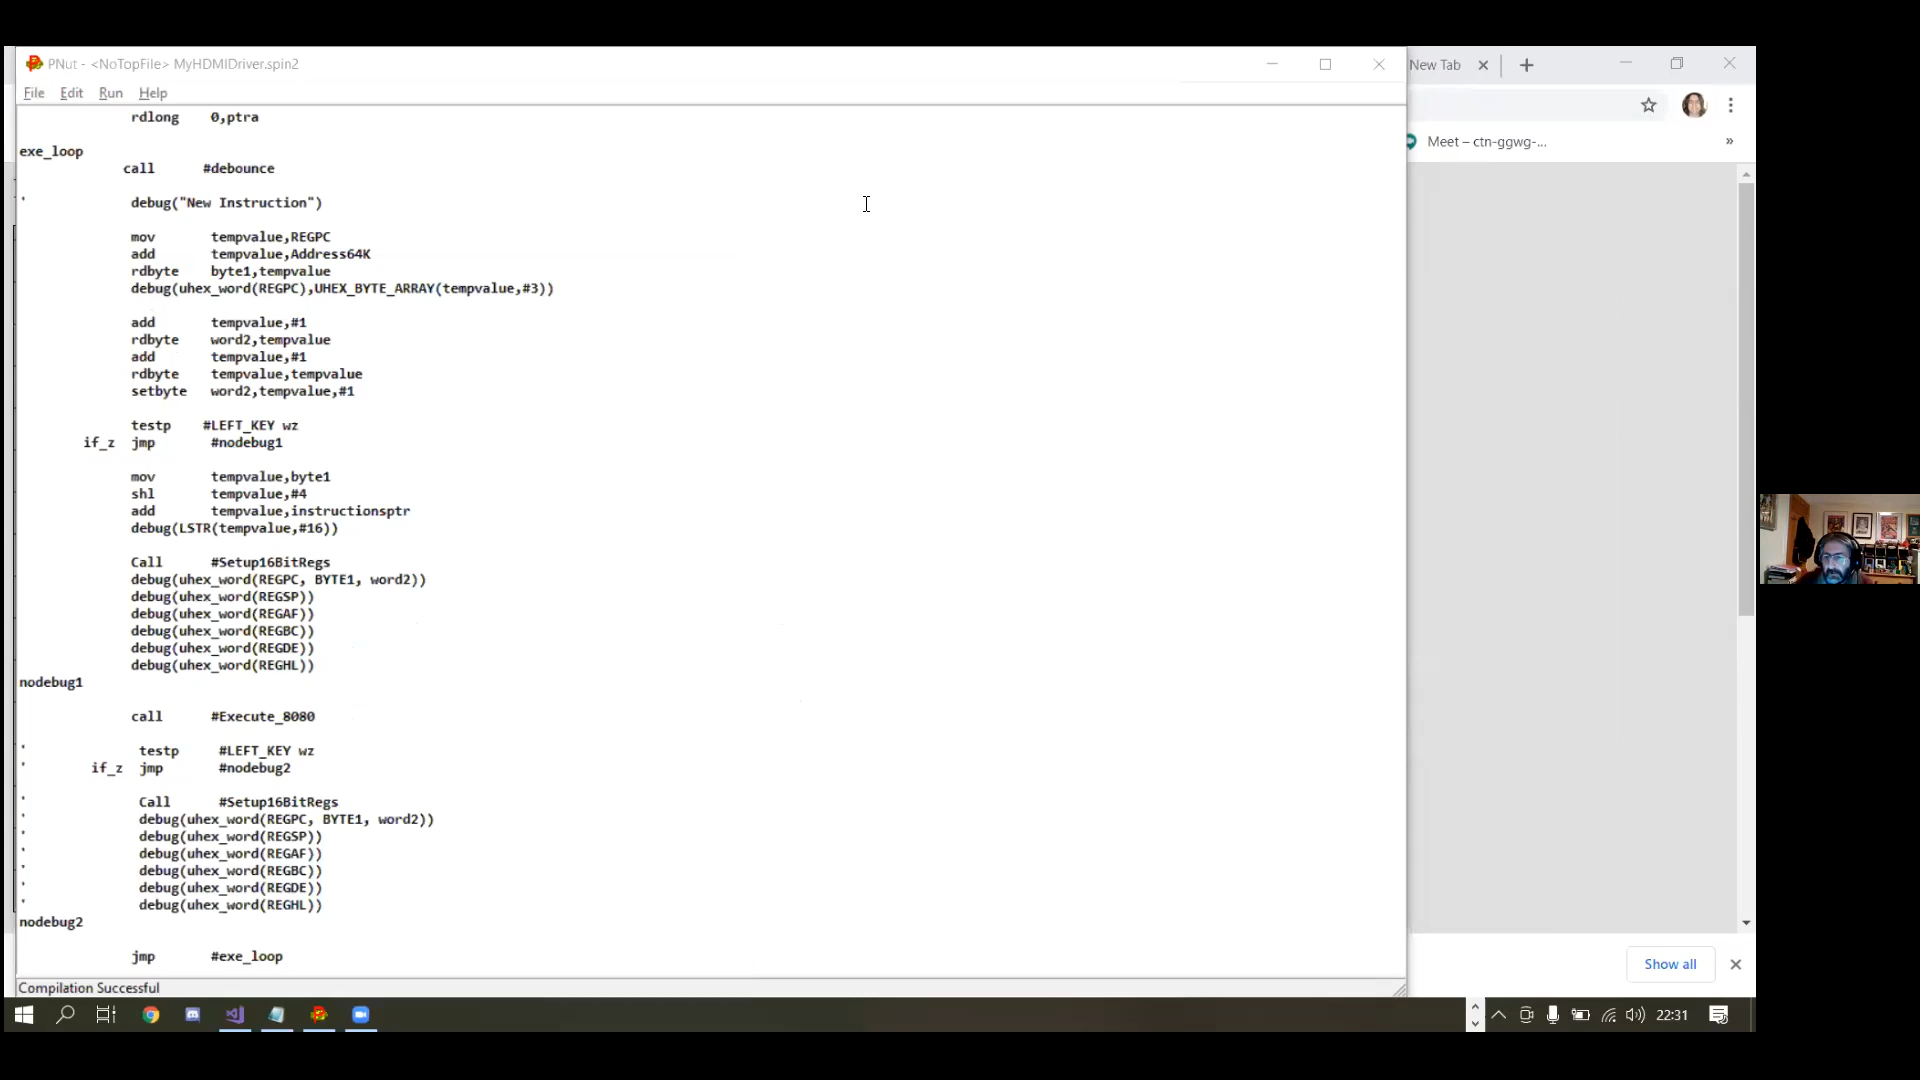 PNut - <NoTopFile> MyHDMIDriver.spin2
New Tab
File Edit Run Help
Meet – ctn-ggwg-...
rdlong 0,ptra
exe_loop
call #debounce
' debug("New Instruction")
mov tempvalue,REGPC
add tempvalue,Address64K
rdbyte byte1,tempvalue
debug(uhex_word(REGPC),UHEX_BYTE_ARRAY(tempvalue,#3))
add tempvalue,#1
rdbyte word2,tempvalue
add tempvalue,#1
rdbyte tempvalue,tempvalue
setbyte word2,tempvalue,#1
testp #LEFT_KEY wz
if_z jmp #nodebug1
mov tempvalue,byte1
shl tempvalue,#4
add tempvalue,instructionsptr
debug(LSTR(tempvalue,#16))
Call #Setup16BitRegs
debug(uhex_word(REGPC, BYTE1, word2))
debug(uhex_word(REGSP))
debug(uhex_word(REGAF))
debug(uhex_word(REGBC))
debug(uhex_word(REGDE))
debug(uhex_word(REGHL))
nodebug1
call #Execute_8080
' testp #LEFT_KEY wz
' if_z jmp #nodebug2
' Call #Setup16BitRegs
' debug(uhex_word(REGPC, BYTE1, word2))
' debug(uhex_word(REGSP))
' debug(uhex_word(REGAF))
' debug(uhex_word(REGBC))
' debug(uhex_word(REGDE))
' debug(uhex_word(REGHL))
nodebug2
jmp #exe_loop
Show all
Compilation Successful
22:31